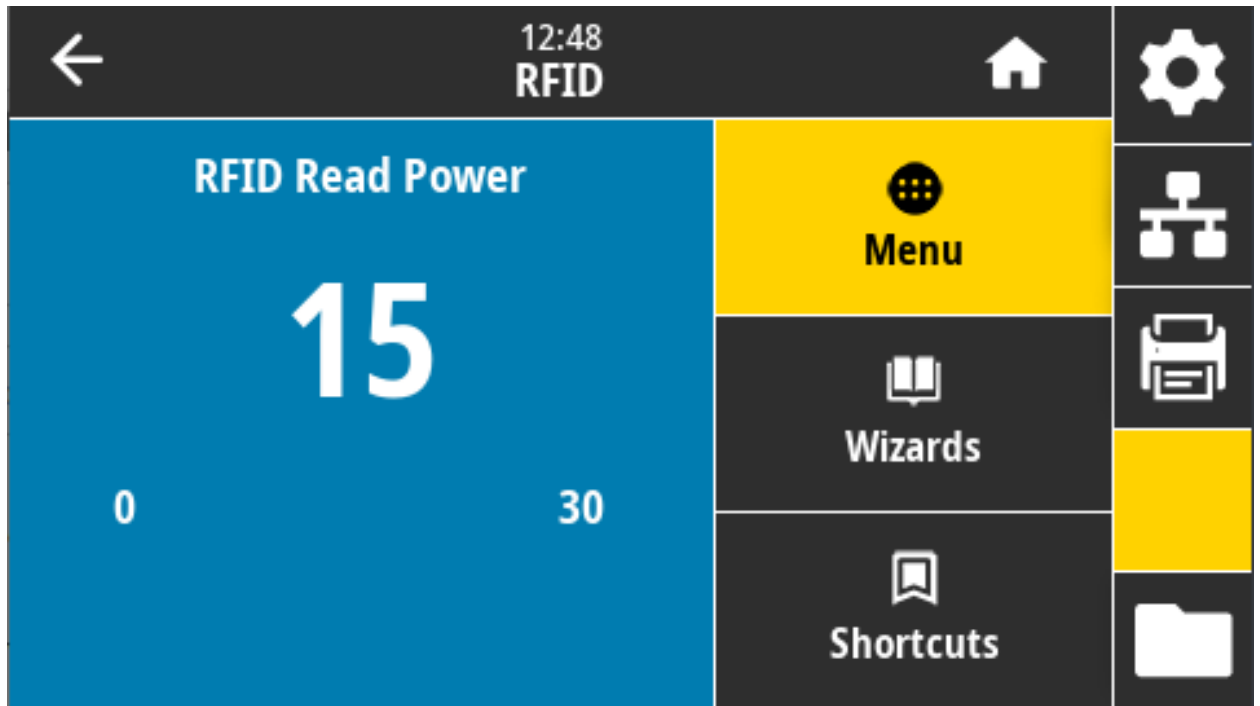 12:48
RFID
RFID Read Power
15
0 30
Menu
Wizards
Shortcuts